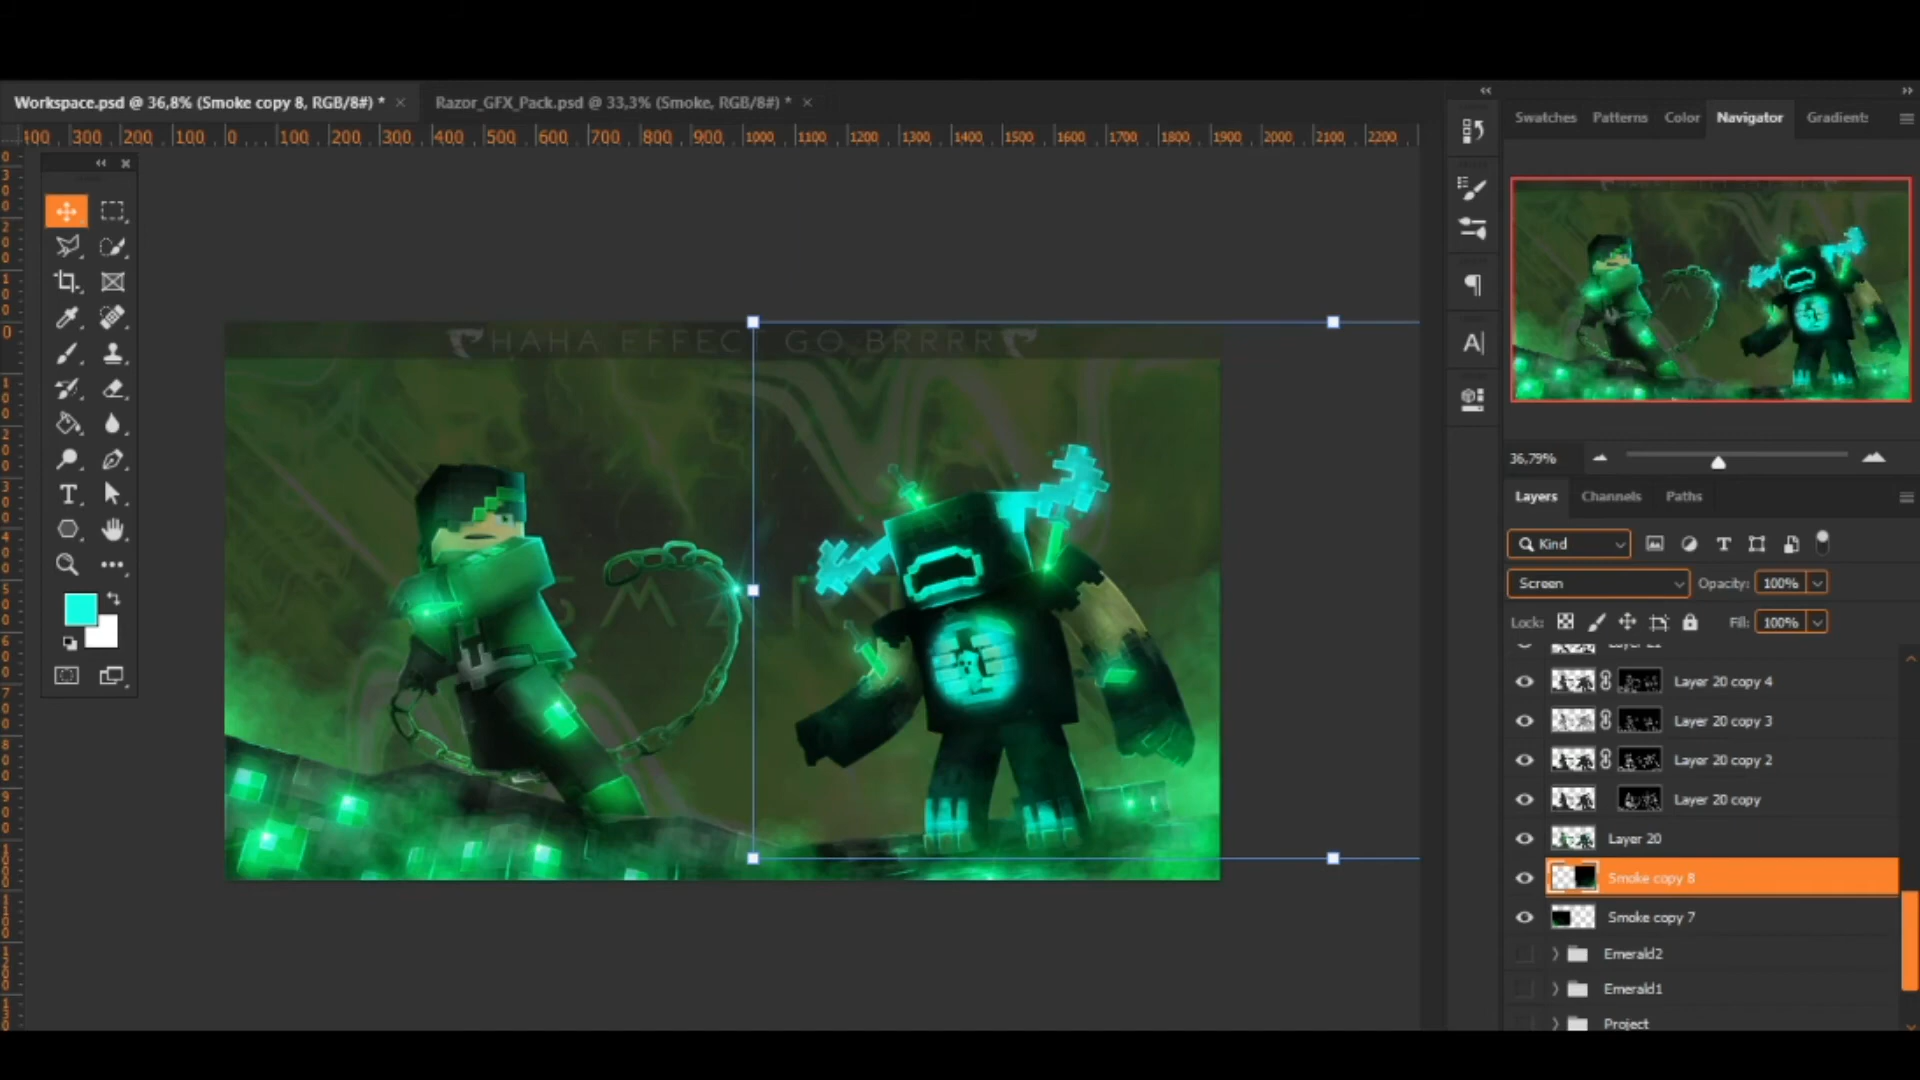 Workspace.psd @ 36,8% (Smoke copy 8, RGB/8#) *
Razor_GFX_Pack.psd @ 33,3% (Smoke, RGB/8#) *
400 300 200 100 0 100 200 300 400 500 600 700 800 900 1000 1100 1200 1300 1400 1500 1600 1700 1800 1900 2000 2100 2200
Swatches Patterns Color Navigator Gradient
HAHA EFFECT GO BRRRR
36,79%
Layers Channels Paths
Kind
Screen Opacity: 100%
Lock: Fill: 100%
Layer 20 copy 4
Layer 20 copy 3
Layer 20 copy 2
Layer 20 copy
Layer 20
Smoke copy 8
Smoke copy 7
Emerald2
Emerald1
Project